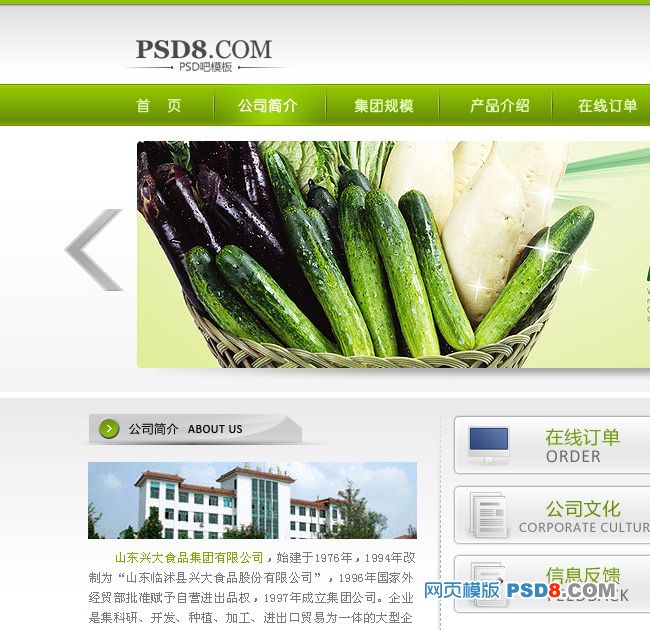 PSD8.COM
PSD吧模板
首 页 公司简介 集团规模 产品介绍 在线订单
公司简介 ABOUT US
山东兴大食品集团有限公司，始建于1976年，1994年改
制为“山东临沭县兴大食品股份有限公司”，1996年国家外
经贸部批准赋予自营进出品权，1997年成立集团公司。企业
是集科研、开发、种植、加工、进出口贸易为一体的大型企
在线订单
ORDER
公司文化
CORPORATE CULTUR
信息反馈
FEEDBACK
网页模板 PSD8.COM